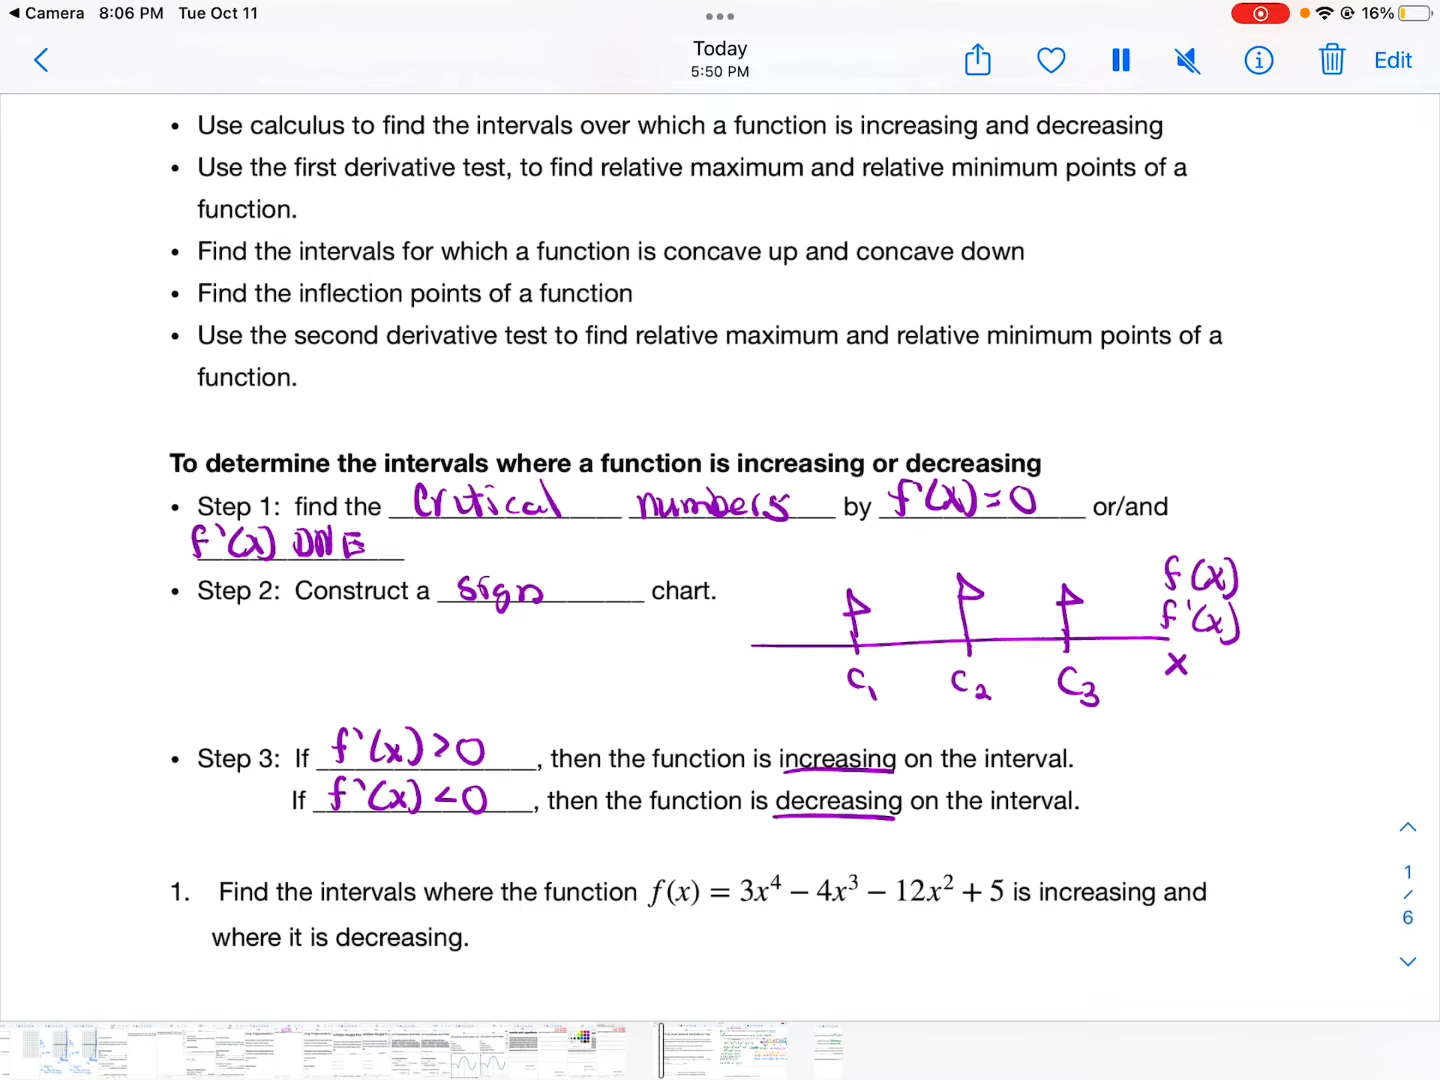 ◀ Camera 8:06 PM Tue Oct 11
16%
Today
5:50 PM
Edit
• Use calculus to find the intervals over which a function is increasing and decreasing
• Use the first derivative test, to find relative maximum and relative minimum points of a
function.
• Find the intervals for which a function is concave up and concave down
• Find the inflection points of a function
• Use the second derivative test to find relative maximum and relative minimum points of a
function.
To determine the intervals where a function is increasing or decreasing
• Step 1: find the critical numbers by f'(x)=0 or/and
f'(x) DNE
• Step 2: Construct a sign chart.
f(x)
f'(x)
x
C₁ C₂ C₃
• Step 3: If f'(x)>0, then the function is increasing on the interval.
If f'(x)<0, then the function is decreasing on the interval.
1
/
6
1. Find the intervals where the function f(x) = 3x⁴ − 4x³ − 12x² + 5 is increasing and
where it is decreasing.